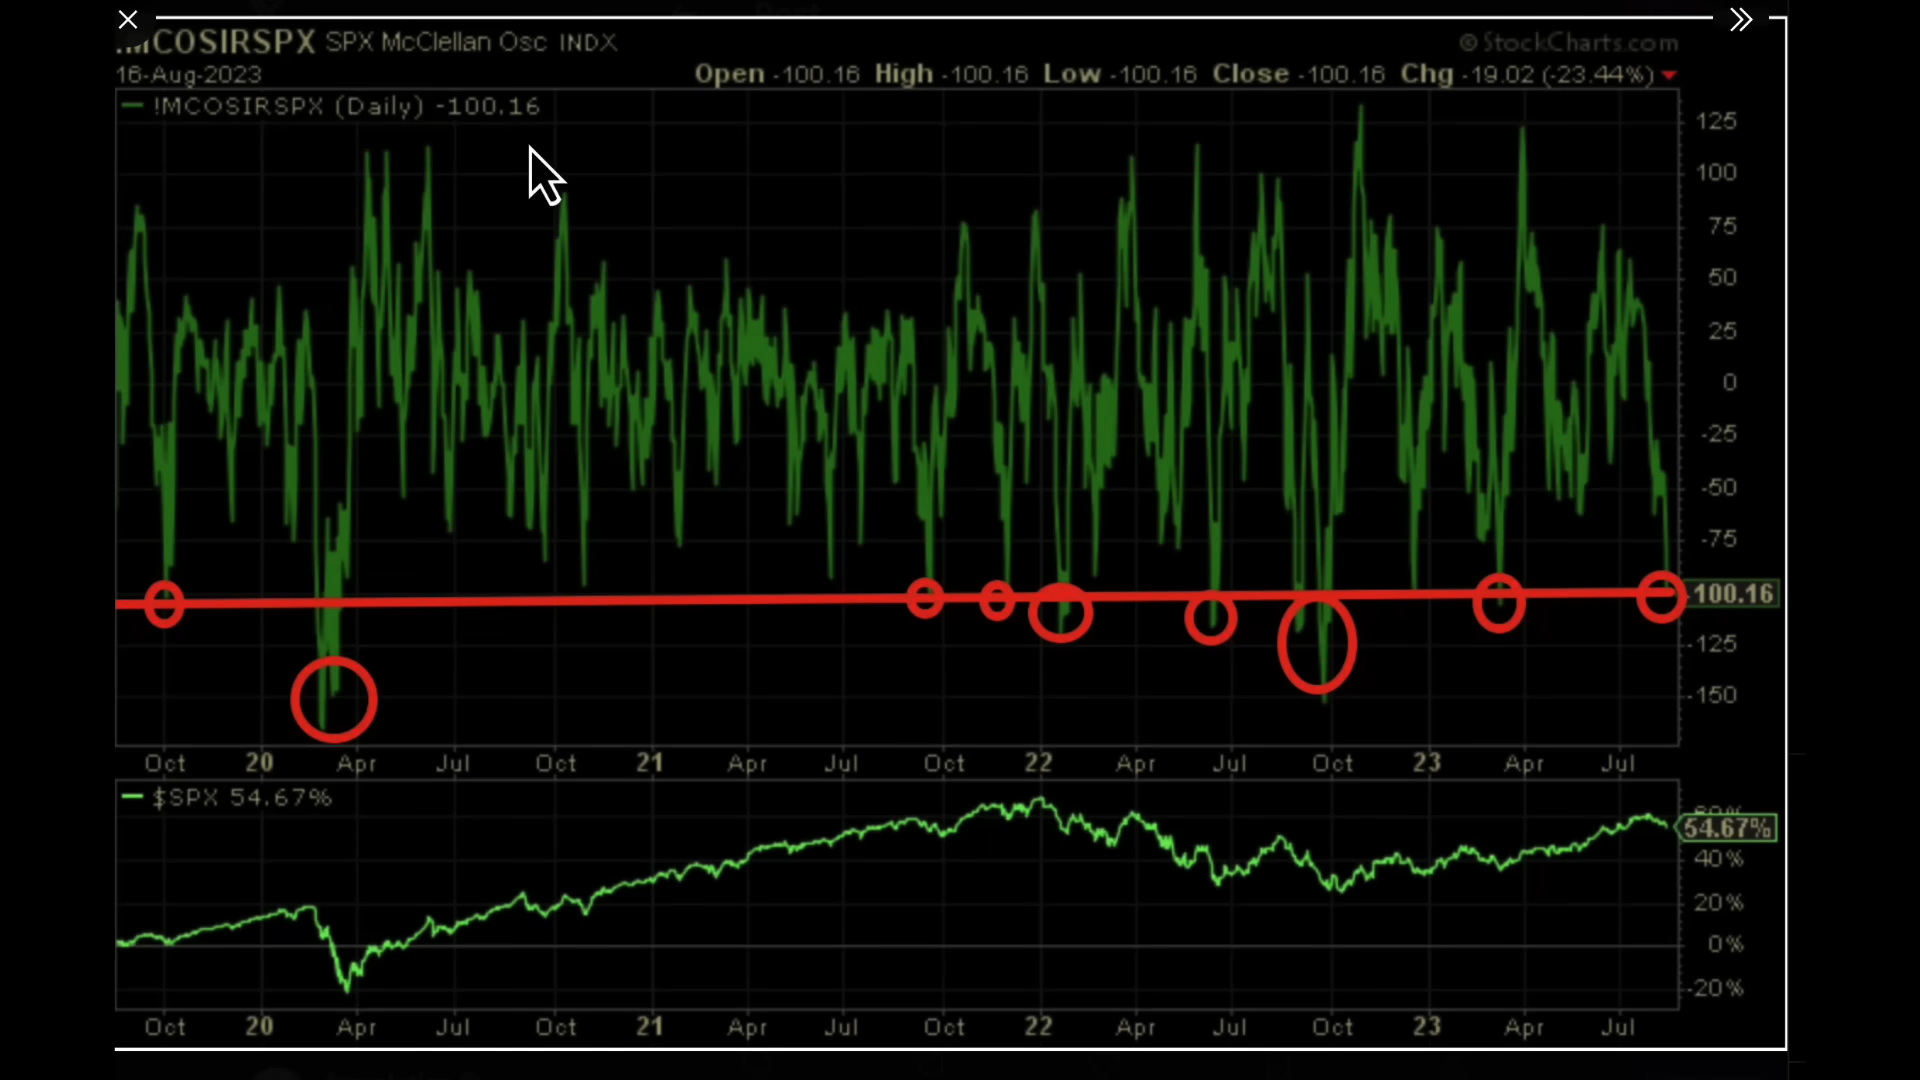 !MCOSIRSPX SPX McClellan Osc INDX
© StockCharts.com
16-Aug-2023
Open -100.16 High -100.16 Low -100.16 Close -100.16 Chg -19.02 (-23.44%)
!MCOSIRSPX (Daily) -100.16
125
100
75
50
25
0
-25
-50
-75
-100.16
-125
-150
Oct 20 Apr Jul Oct 21 Apr Jul Oct 22 Apr Jul Oct 23 Apr Jul
$SPX 54.67%
60%
54.67%
40%
20%
0%
-20%
Oct 20 Apr Jul Oct 21 Apr Jul Oct 22 Apr Jul Oct 23 Apr Jul